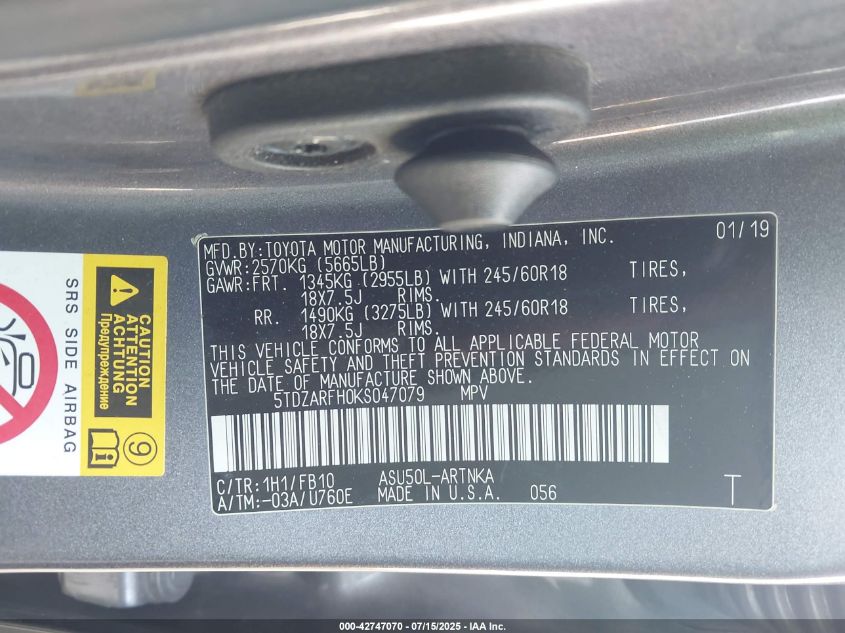 MFD.BY:TOYOTA MOTOR MANUFACTURING, INDIANA, INC. 01/19
GVWR:2570KG (5665LB)
GAWR:FRT. 1345KG (2955LB) WITH 245/60R18 TIRES,
18X7.5J RIMS.
RR. 1490KG (3275LB) WITH 245/60R18 TIRES,
18X7.5J RIMS.
THIS VEHICLE CONFORMS TO ALL APPLICABLE FEDERAL MOTOR
VEHICLE SAFETY AND THEFT PREVENTION STANDARDS IN EFFECT ON
THE DATE OF MANUFACTURE SHOWN ABOVE.
5TDZARFH0KS047079 MPV
C/TR:1H1/FB10 ASU50L-ARTNKA
A/TM:-03A/U760E MADE IN U.S.A. 056 T
SRS SIDE AIRBAG
CAUTION
ATTENTION
ACHTUNG
Предупреждение
9
000-42747070 - 07/15/2025 - IAA Inc.